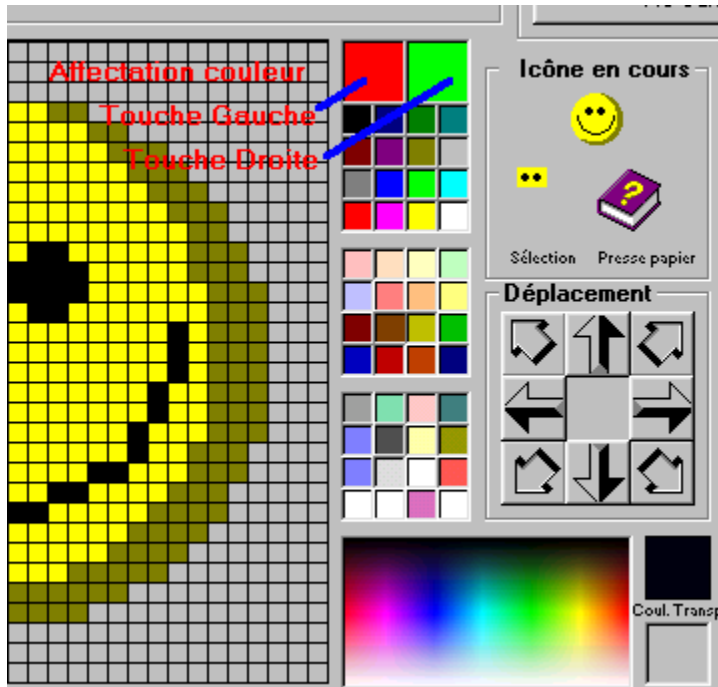 Affectation couleur
Touche Gauche
Touche Droite
Icône en cours
?
Sélection Presse papier
Déplacement
Coul. Transp